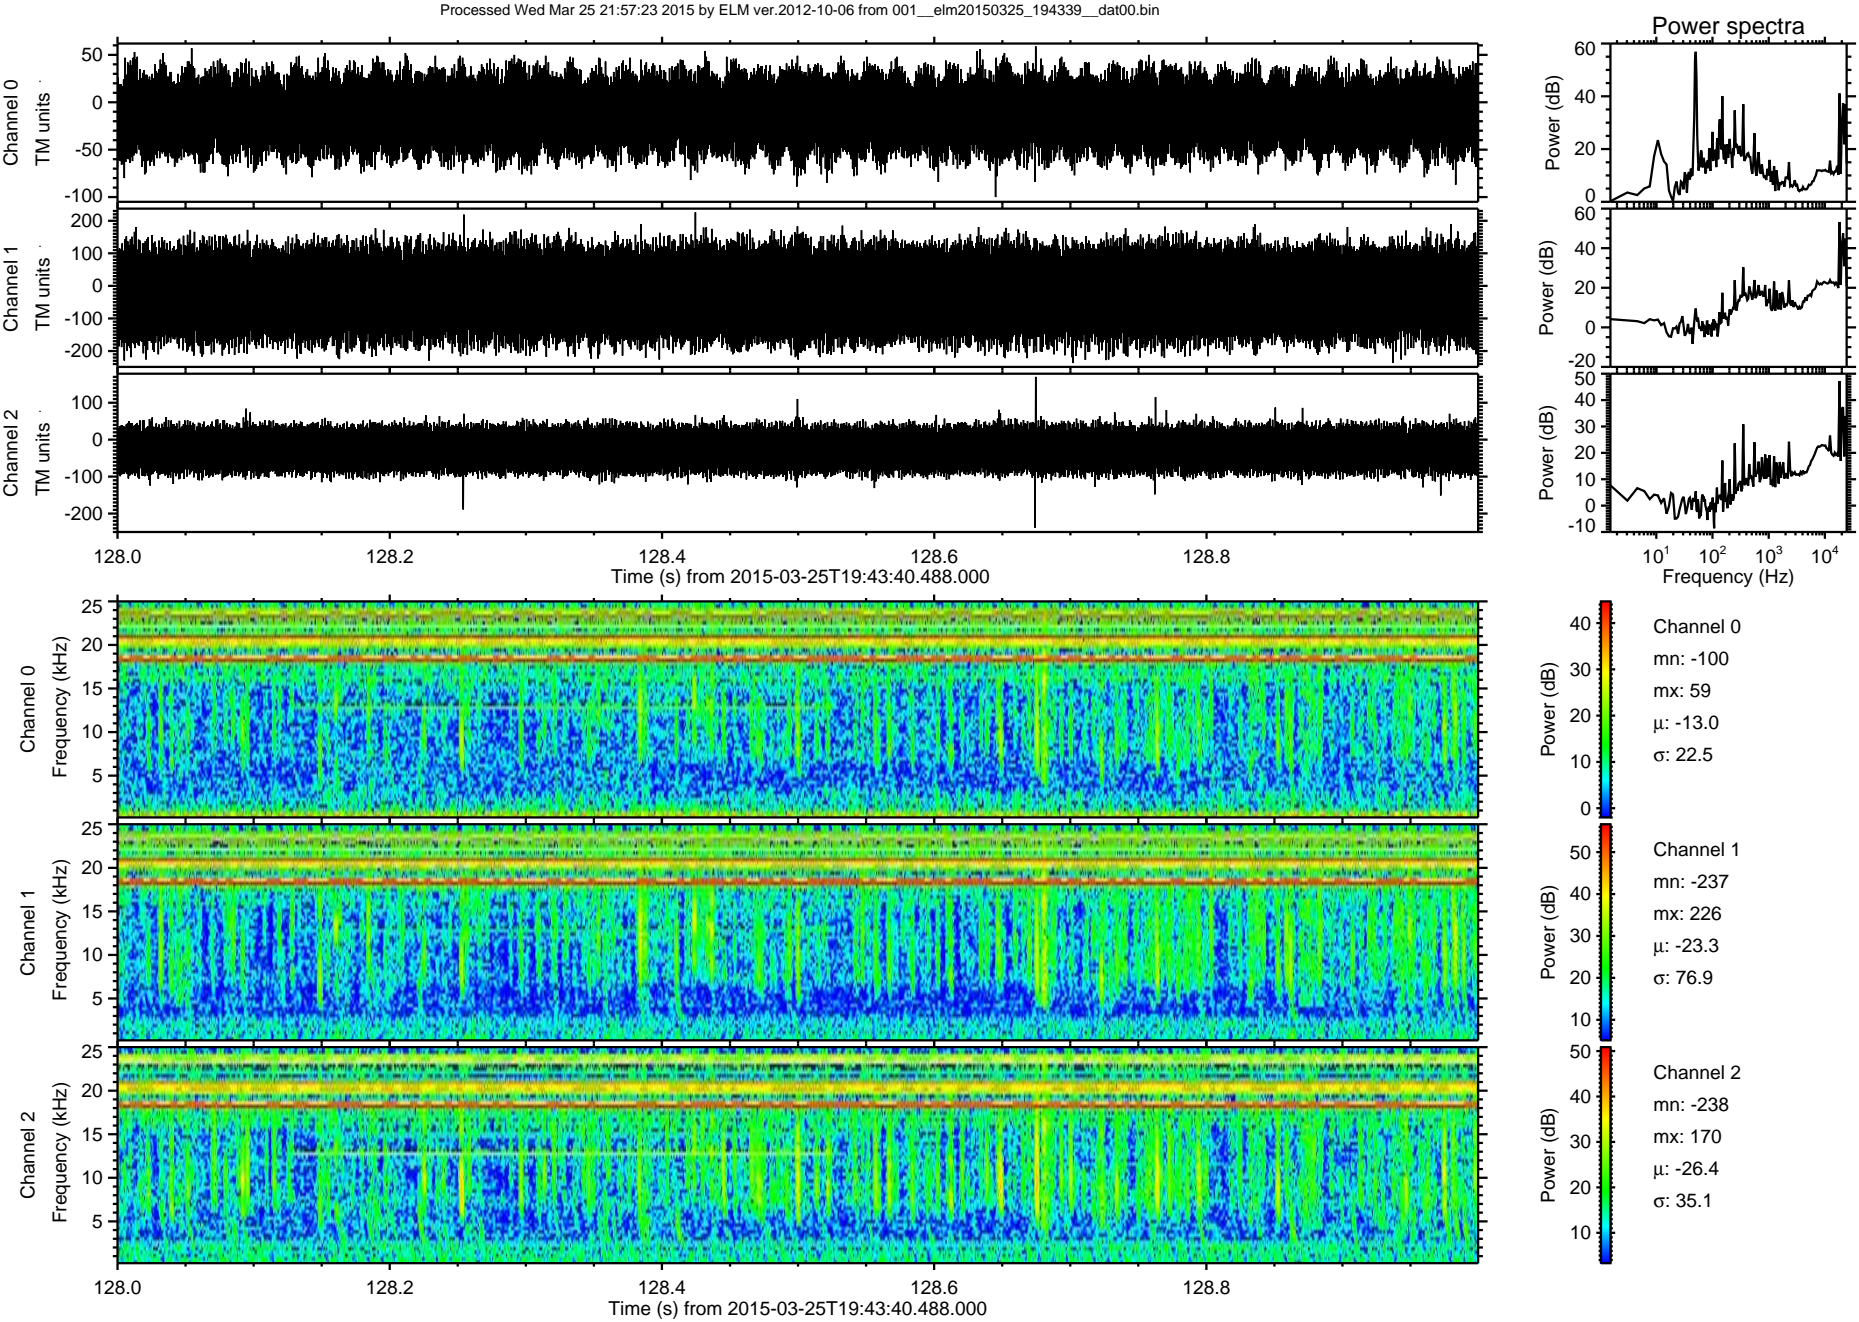 Processed Wed Mar 25 21:57:23 2015 by ELM ver.2012-10-06 from 001__elm20150325_194339__dat00.bin
Power spectra
Channel 0
TM units
50
0
-50
-100
Power (dB)
60
40
20
0
Channel 1
TM units
200
100
0
-100
-200
Power (dB)
60
40
20
0
-20
Channel 2
TM units
100
0
-100
-200
Power (dB)
50
40
30
20
10
0
-10
128.0 128.2 128.4 128.6 128.8
Time (s) from 2015-03-25T19:43:40.488.000
10^1 10^2 10^3 10^4
Frequency (Hz)
Channel 0
Frequency (kHz)
25
20
15
10
5
Power (dB)
40
30
20
10
0
Channel 0
mn: -100
mx: 59
μ: -13.0
σ: 22.5
Channel 1
Frequency (kHz)
25
20
15
10
5
Power (dB)
50
40
30
20
10
Channel 1
mn: -237
mx: 226
μ: -23.3
σ: 76.9
Channel 2
Frequency (kHz)
25
20
15
10
5
Power (dB)
50
40
30
20
10
Channel 2
mn: -238
mx: 170
μ: -26.4
σ: 35.1
128.0 128.2 128.4 128.6 128.8
Time (s) from 2015-03-25T19:43:40.488.000